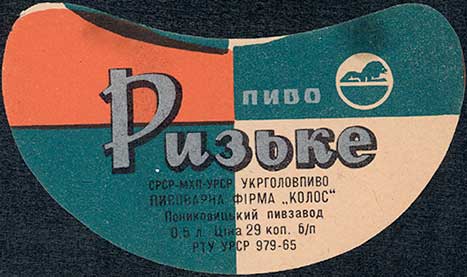 пиво
Ризьке
СРСР-МХП-УРСР УКРГОЛОВПИВО
ПИВОВАРНА ФІРМА „КОЛОС"
Пониковицький пивзавод
0,5 л. Ціна 29 коп. б/п
РТУ УРСР 979-65